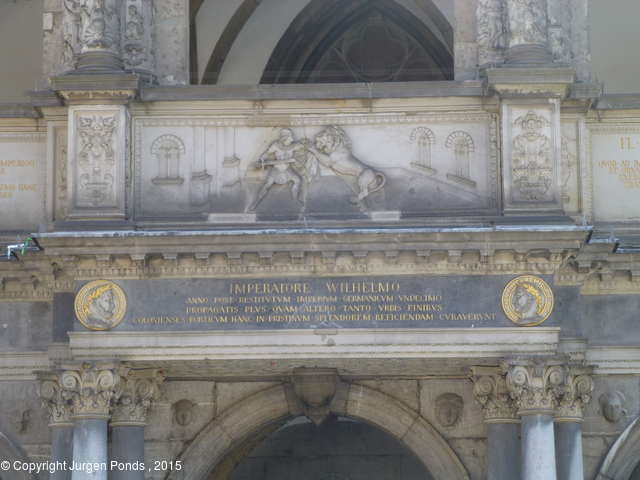 IMPERATORE WILHELMO
ANNO POST RESTITVTVM IMPERIVM GERMANICVM VNDECIMO
PROPAGATIS PLVS QVAM ALTERO TANTO VRBIS FINIBVS
COLONIENSES PORTICVM HANC IN PRISTINVM SPLENDOREM REFICIENDAM CVRAVERVNT
© Copyright Jurgen Ponds , 2015